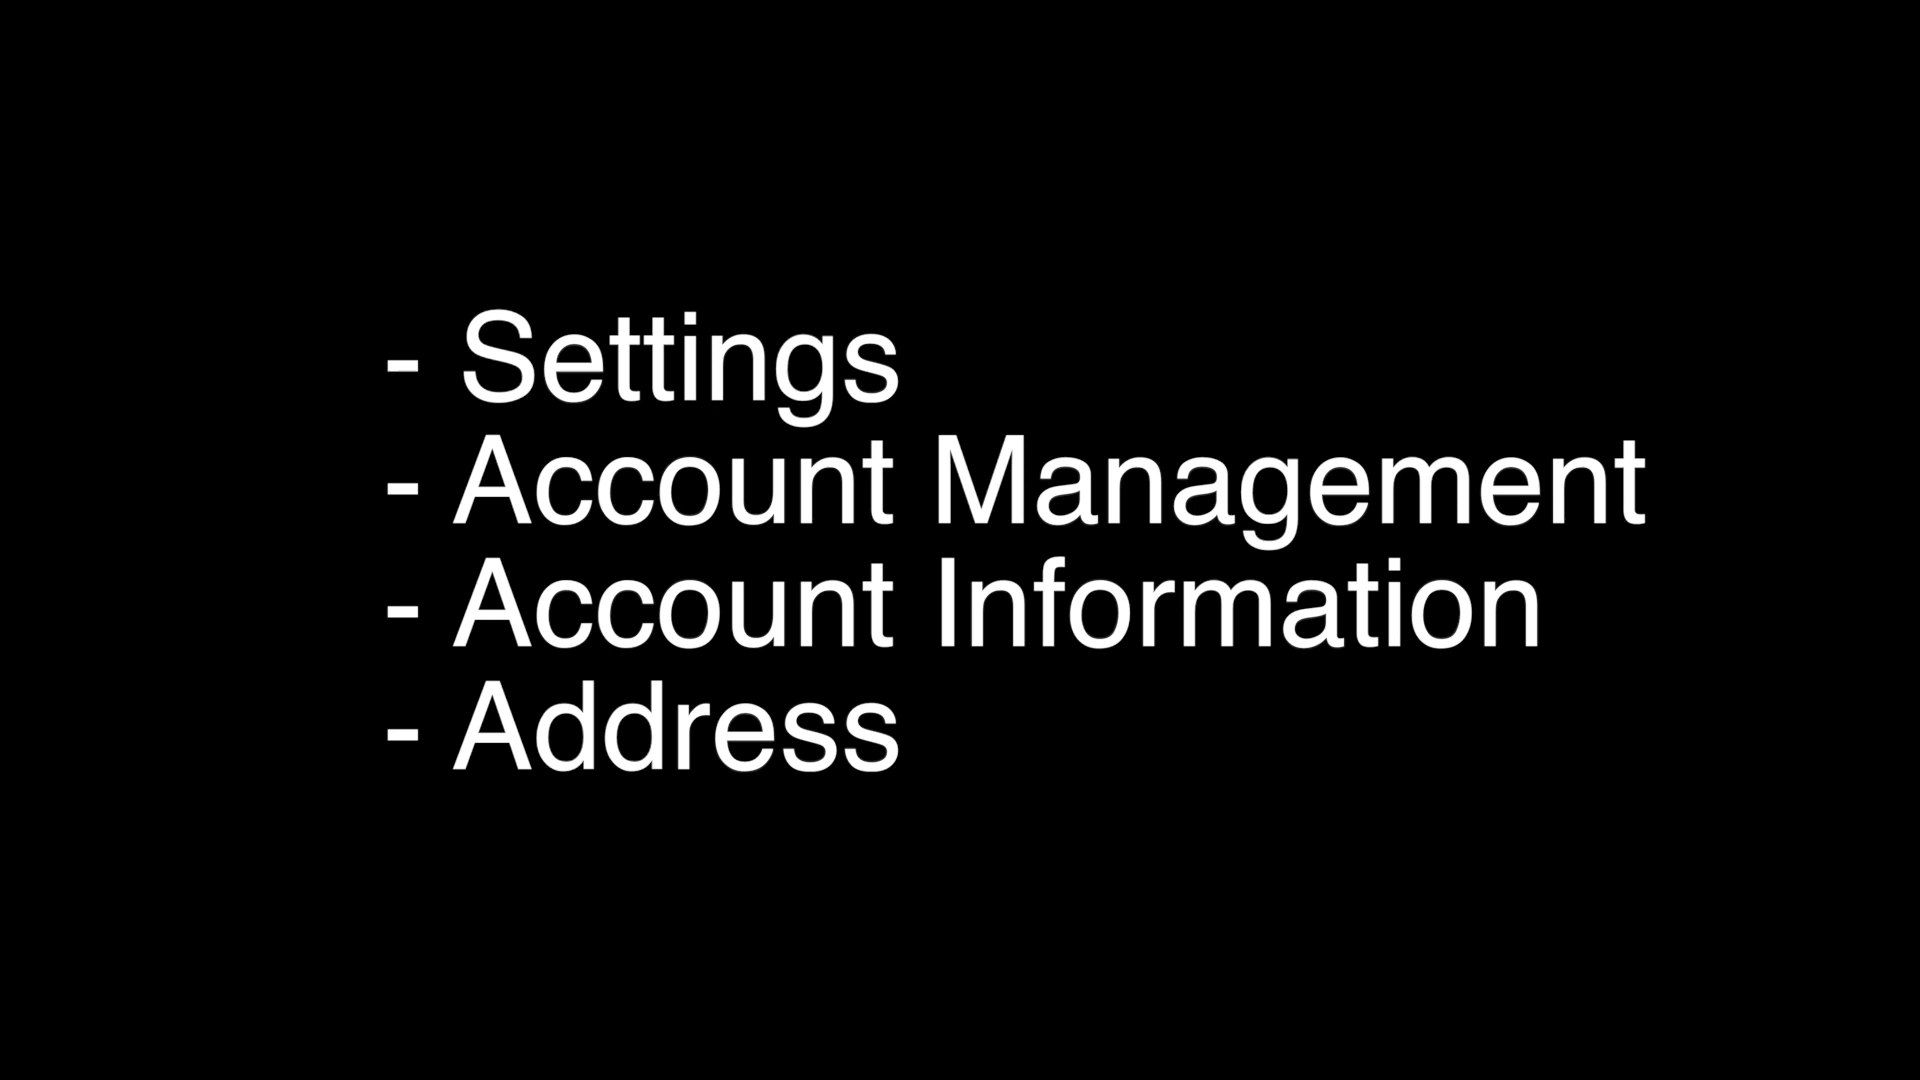 - Settings
- Account Management
- Account Information
- Address